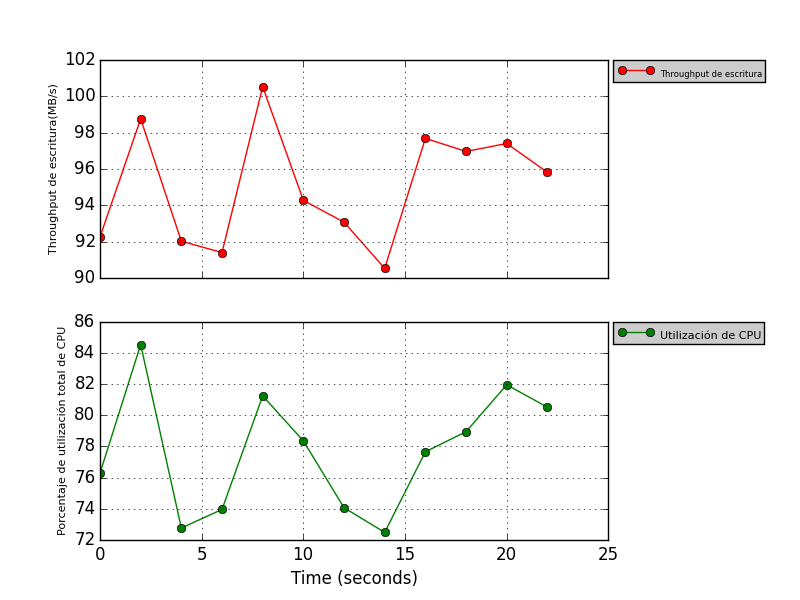 102
100
98
96
94
92
90
Throughput de escritura(MB/s)
Throughput de escritura
86
84
82
80
78
76
74
72
Porcentaje de utilización total de CPU
Utilización de CPU
0 5 10 15 20 25
Time (seconds)